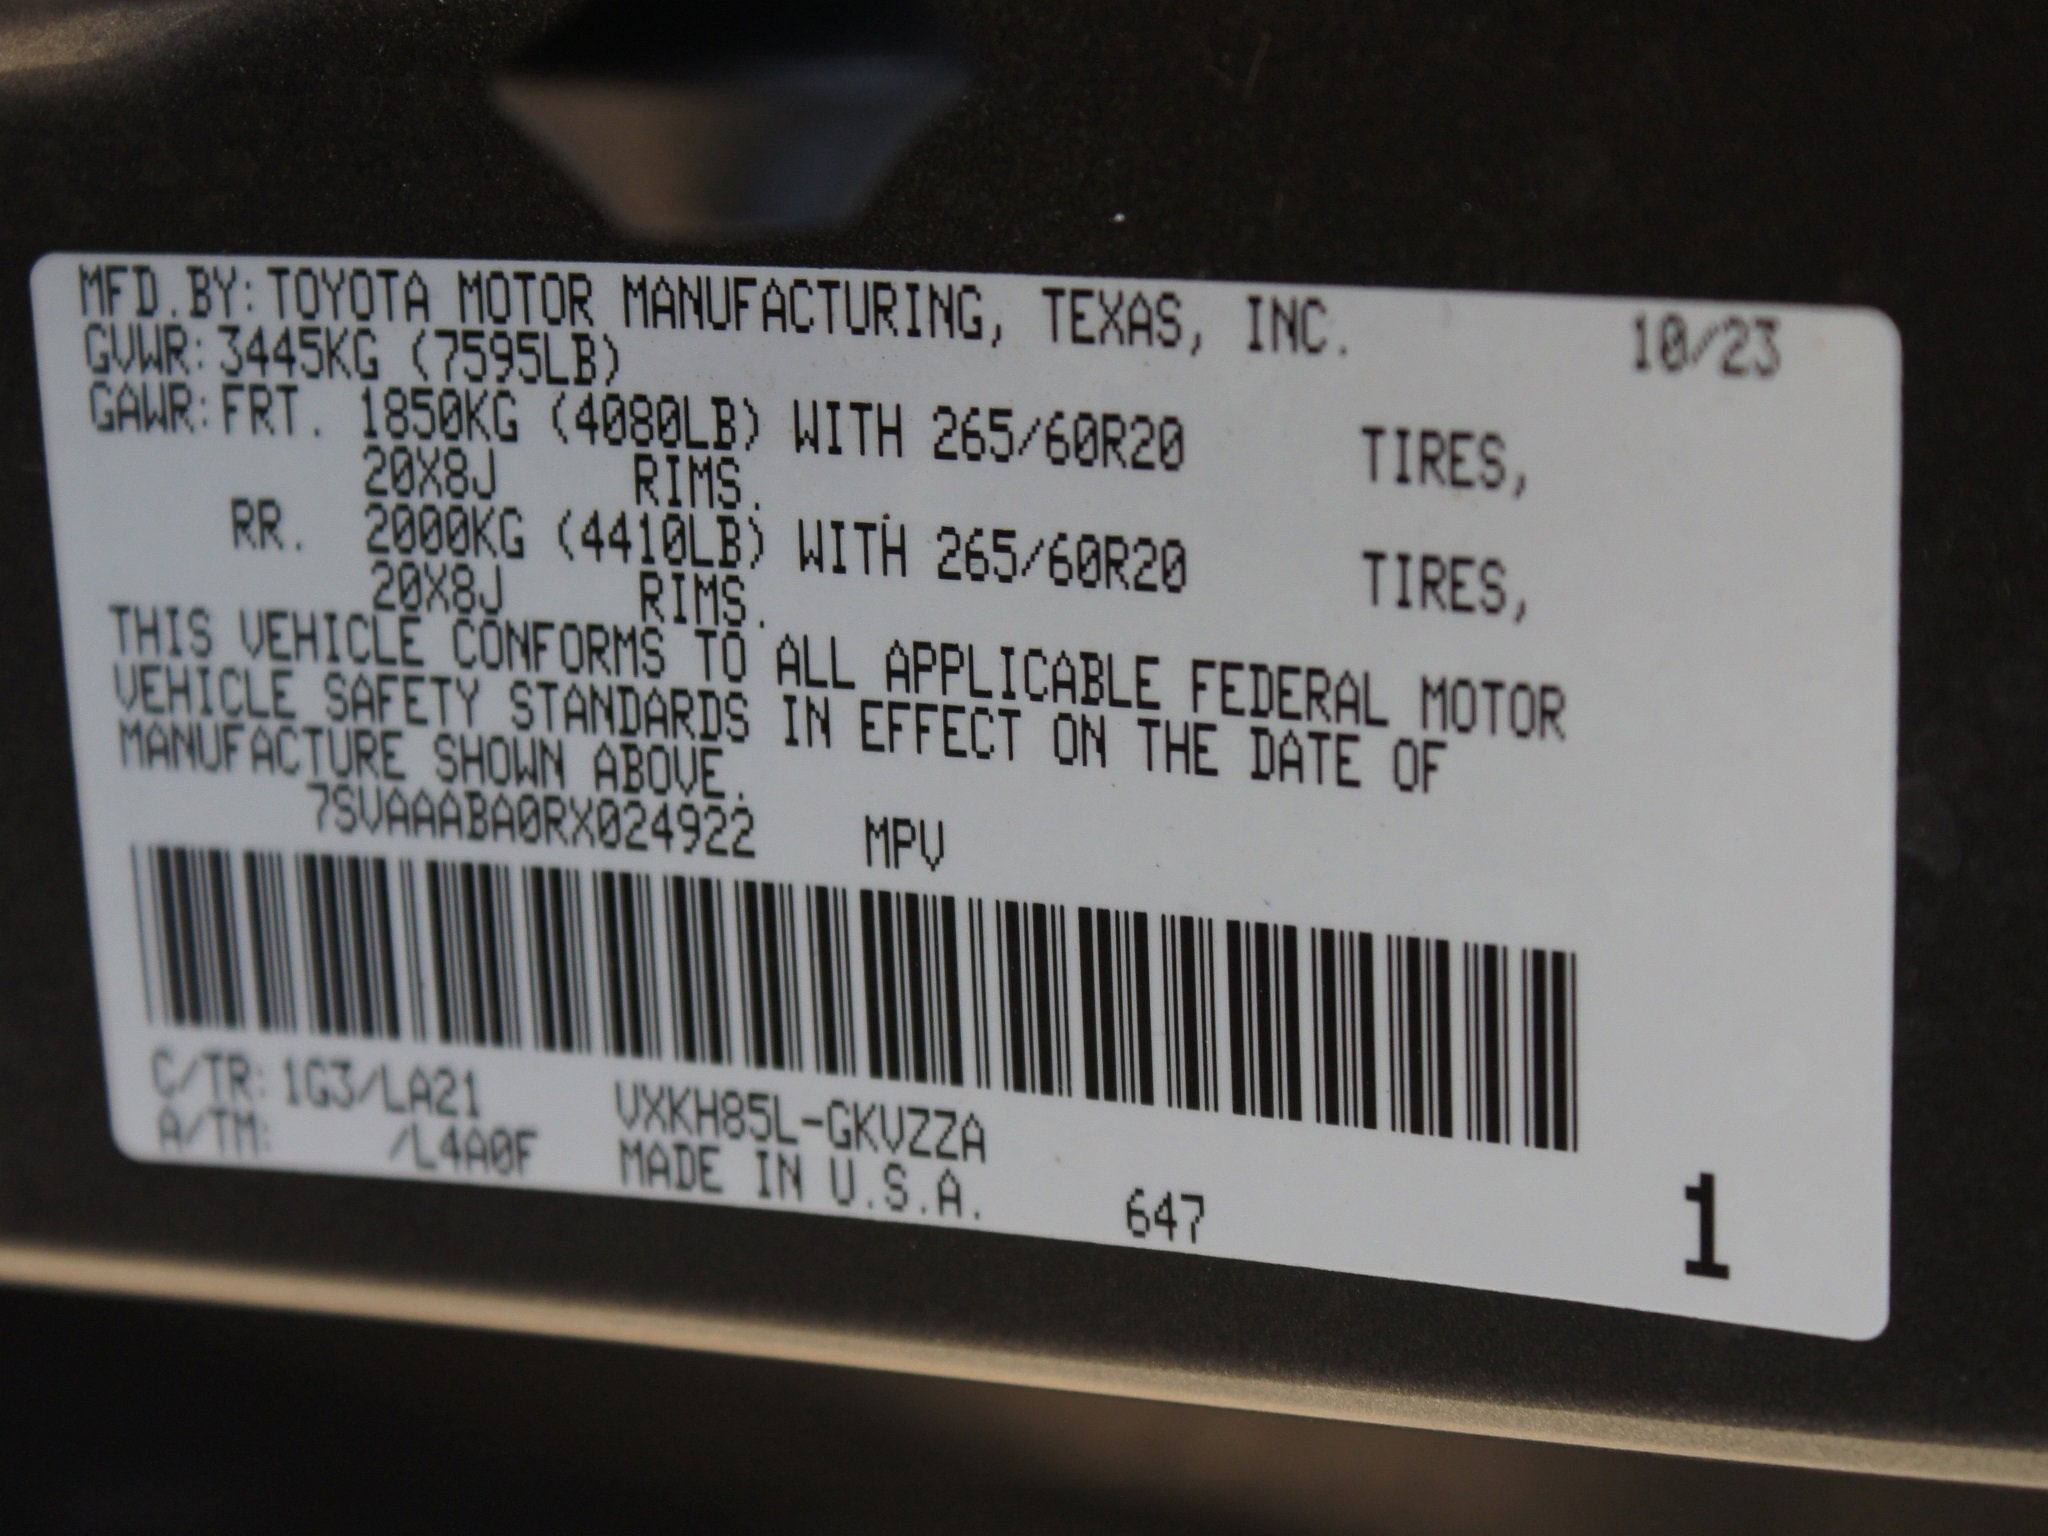 MFD.BY: TOYOTA MOTOR MANUFACTURING, TEXAS, INC. 10/23
GVWR: 3445KG (7595LB)
GAWR: FRT. 1850KG (4080LB) WITH 265/60R20 TIRES,
20X8J RIMS.
RR. 2000KG (4410LB) WITH 265/60R20 TIRES,
20X8J RIMS.
THIS VEHICLE CONFORMS TO ALL APPLICABLE FEDERAL MOTOR
VEHICLE SAFETY STANDARDS IN EFFECT ON THE DATE OF
MANUFACTURE SHOWN ABOVE.
7SVAAABA0RX024922 MPV
C/TR: 1G3/LA21 VXKH85L-GKVZZA
A/TM: /L4A0F MADE IN U.S.A. 647 1